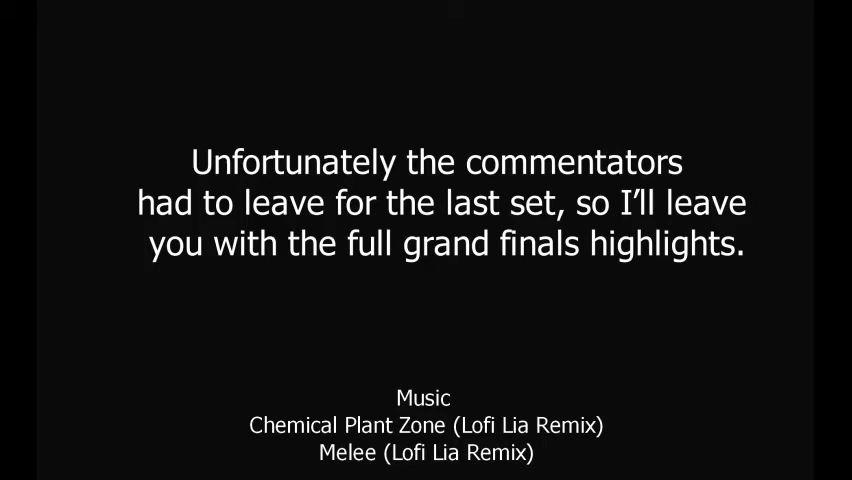 Unfortunately the commentators
had to leave for the last set, so I’ll leave
you with the full grand finals highlights.
Music
Chemical Plant Zone (Lofi Lia Remix)
Melee (Lofi Lia Remix)